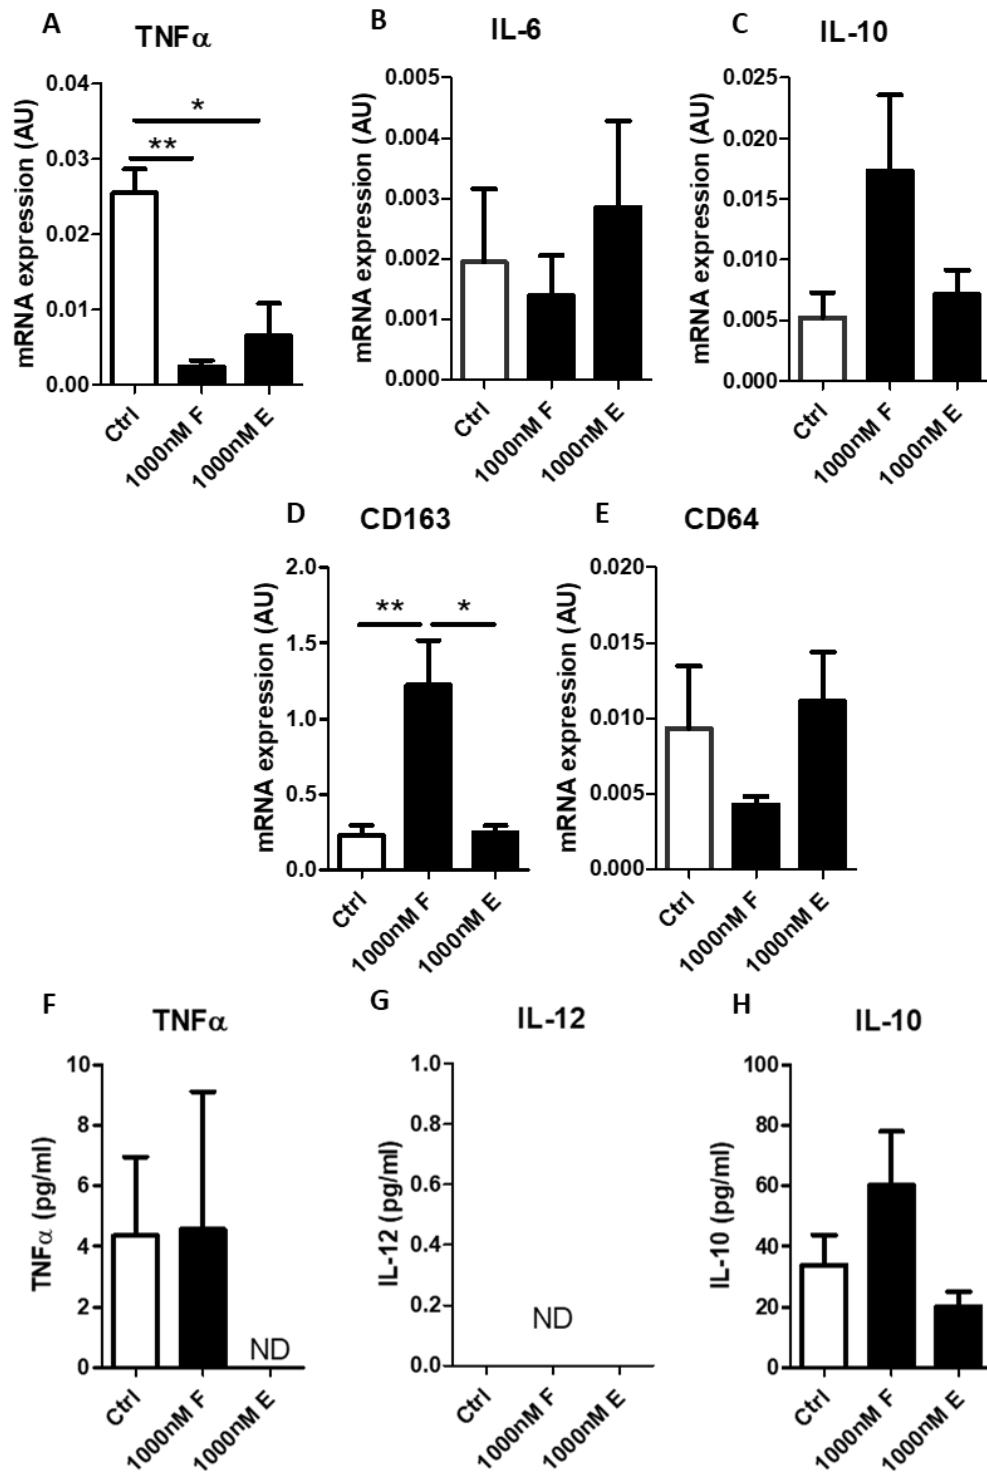 A
TNFα
mRNA expression (AU)
0.04
0.03
0.02
0.01
0.00
*
**
Ctrl
1000nM F
1000nM E
B
IL-6
mRNA expression (AU)
0.005
0.004
0.003
0.002
0.001
0.000
Ctrl
1000nM F
1000nM E
C
IL-10
mRNA expression (AU)
0.025
0.020
0.015
0.010
0.005
0.000
Ctrl
1000nM F
1000nM E
D
CD163
mRNA expression (AU)
2.0
1.5
1.0
0.5
0.0
** *
Ctrl
1000nM F
1000nM E
E
CD64
mRNA expression (AU)
0.020
0.015
0.010
0.005
0.000
Ctrl
1000nM F
1000nM E
F
TNFα
TNFα (pg/ml)
10
8
6
4
2
0
ND
Ctrl
1000nM F
1000nM E
G
IL-12
IL-12 (pg/ml)
1.0
0.8
0.6
0.4
0.2
0.0
ND
Ctrl
1000nM F
1000nM E
H
IL-10
IL-10 (pg/ml)
100
80
60
40
20
0
Ctrl
1000nM F
1000nM E